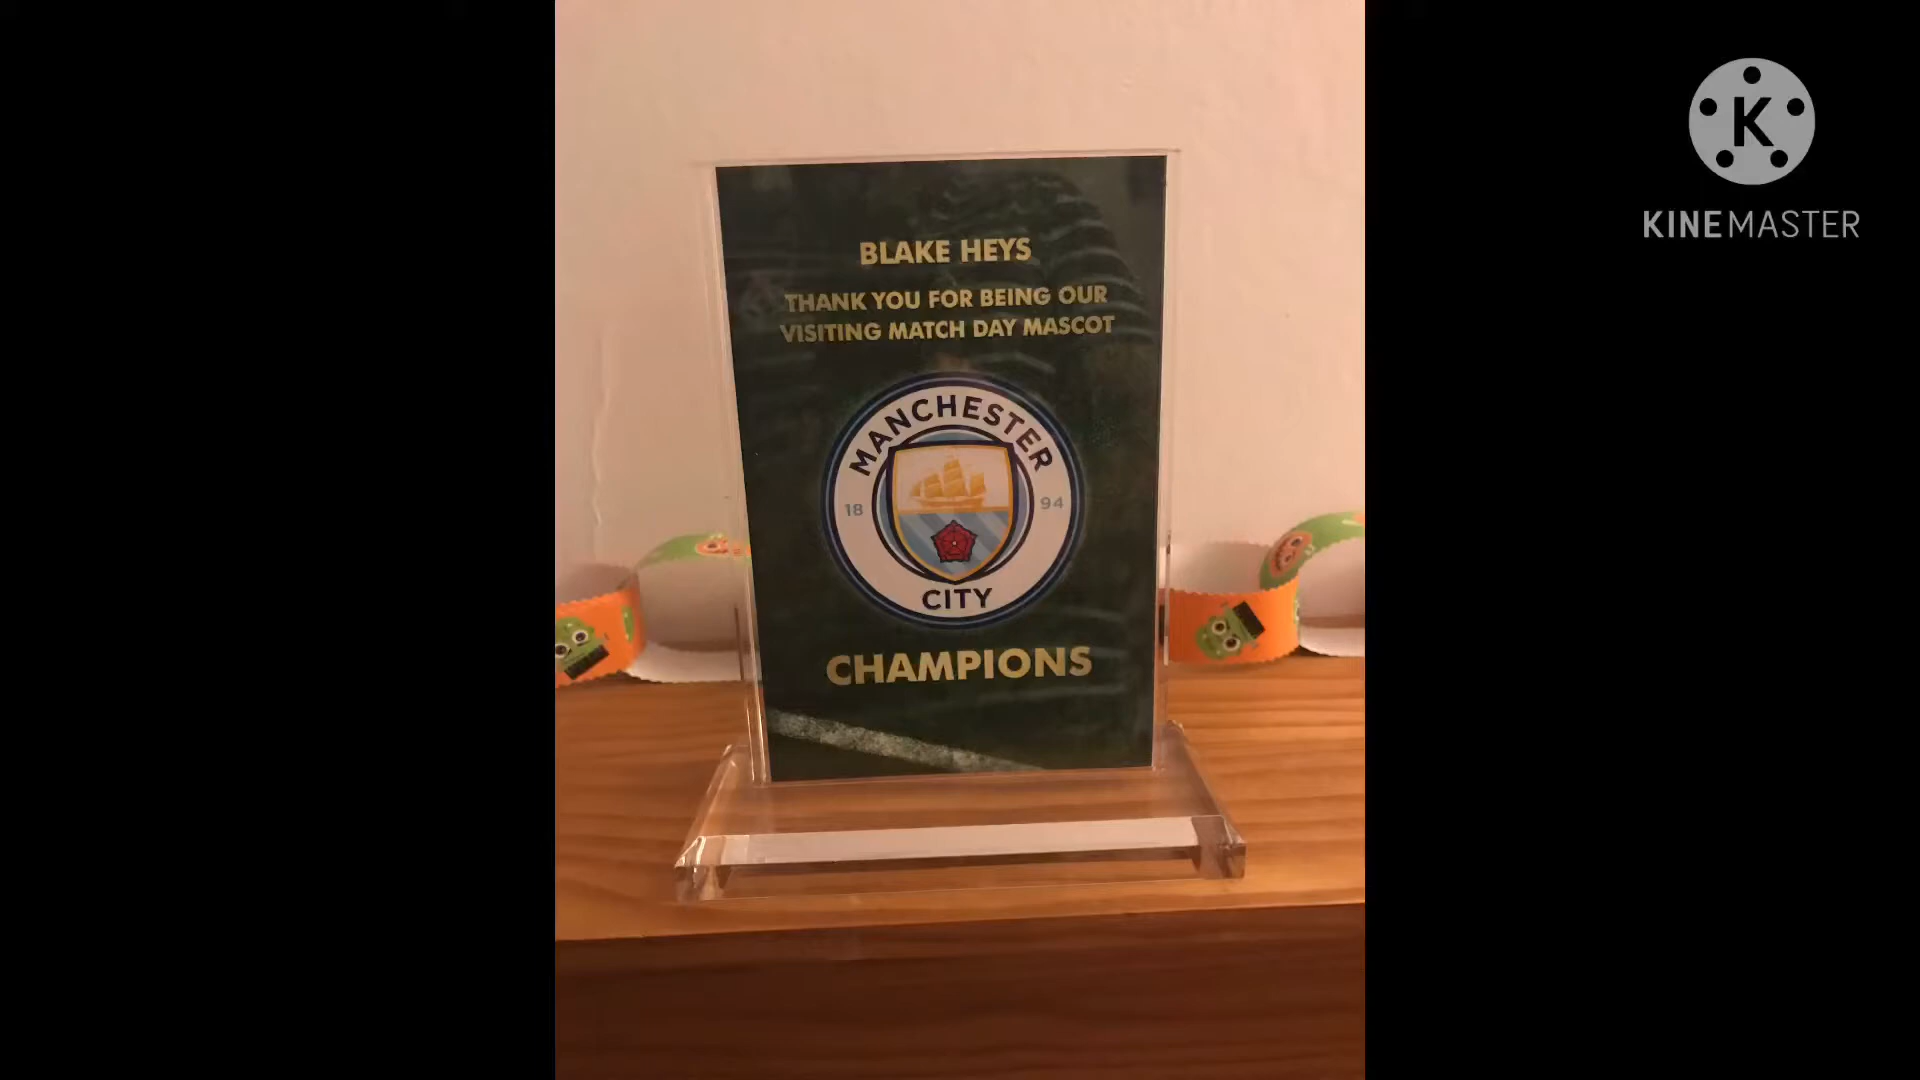 BLAKE HEYS
THANK YOU FOR BEING OUR
VISITING MATCH DAY MASCOT
MANCHESTER
18 94
CITY
CHAMPIONS
K
KINEMASTER